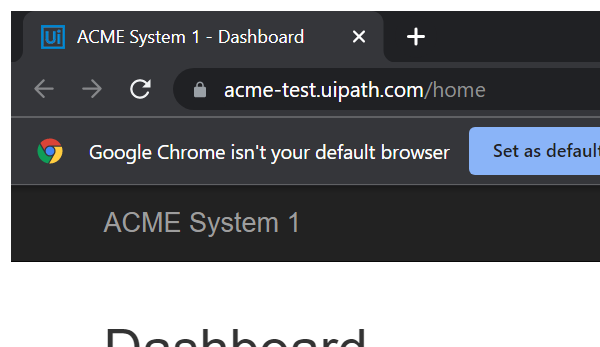 Ui ACME System 1 - Dashboard
acme-test.uipath.com/home
Google Chrome isn't your default browser Set as default
ACME System 1
Dashboard